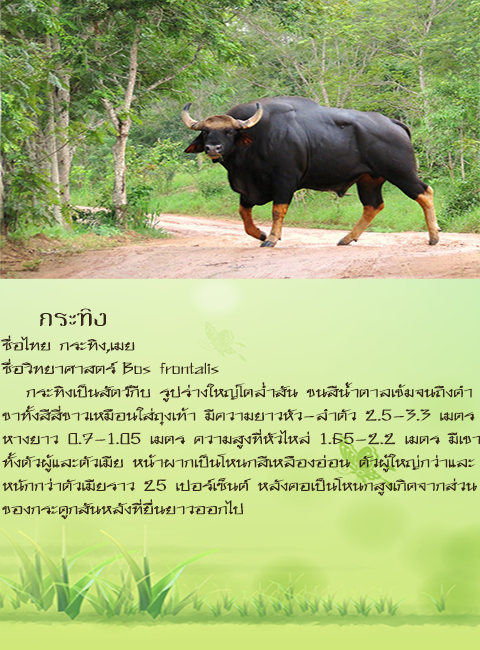 กระทิง
ชื่อไทย กระทิง,เมย
ชื่อวิทยาศาสตร์ Bos frontalis
กระทิงเป็นสัตว์กีบ รูปร่างใหญ่โตล่ำสัน ขนสีน้ำตาลเข้มจนถึงดำ
ขาทั้งสี่สีขาวเหมือนใส่ถุงเท้า มีความยาวหัว-ลำตัว 2.5-3.3 เมตร
หางยาว 0.7-1.05 เมตร ความสูงที่หัวไหล่ 1.65-2.2 เมตร มีเขา
ทั้งตัวผู้และตัวเมีย หน้าผากเป็นโหนกสีเหลืองอ่อน ตัวผู้ใหญ่กว่าและ
หนักกว่าตัวเมียราว 25 เปอร์เซ็นต์ หลังคอเป็นโหนกสูงเกิดจากส่วน
ของกระดูกสันหลังที่ยื่นยาวออกไป